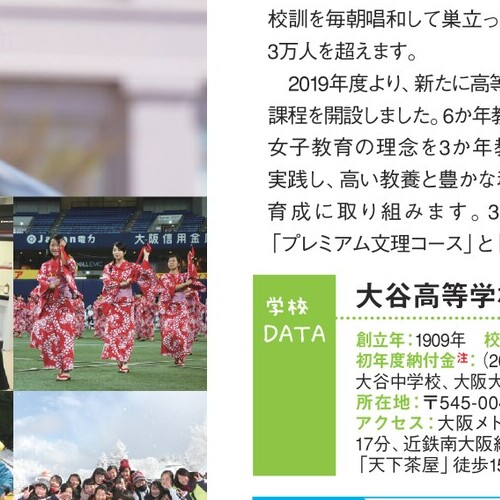 校訓を毎朝唱和して巣立っ
3万人を超えます。
2019年度より、新たに高等
課程を開設しました。6か年教
女子教育の理念を3か年教
実践し、高い教養と豊かな
育成に取り組みます。3
「プレミアム文理コース」と
Japan電力
大阪信用金庫
学校
DATA
大谷高等学校
創立年：1909年 校
初年度納付金注：（20
大谷中学校、大阪大
所在地：〒545-004
アクセス：大阪メト
17分、近鉄南大阪線
「天下茶屋」徒歩15